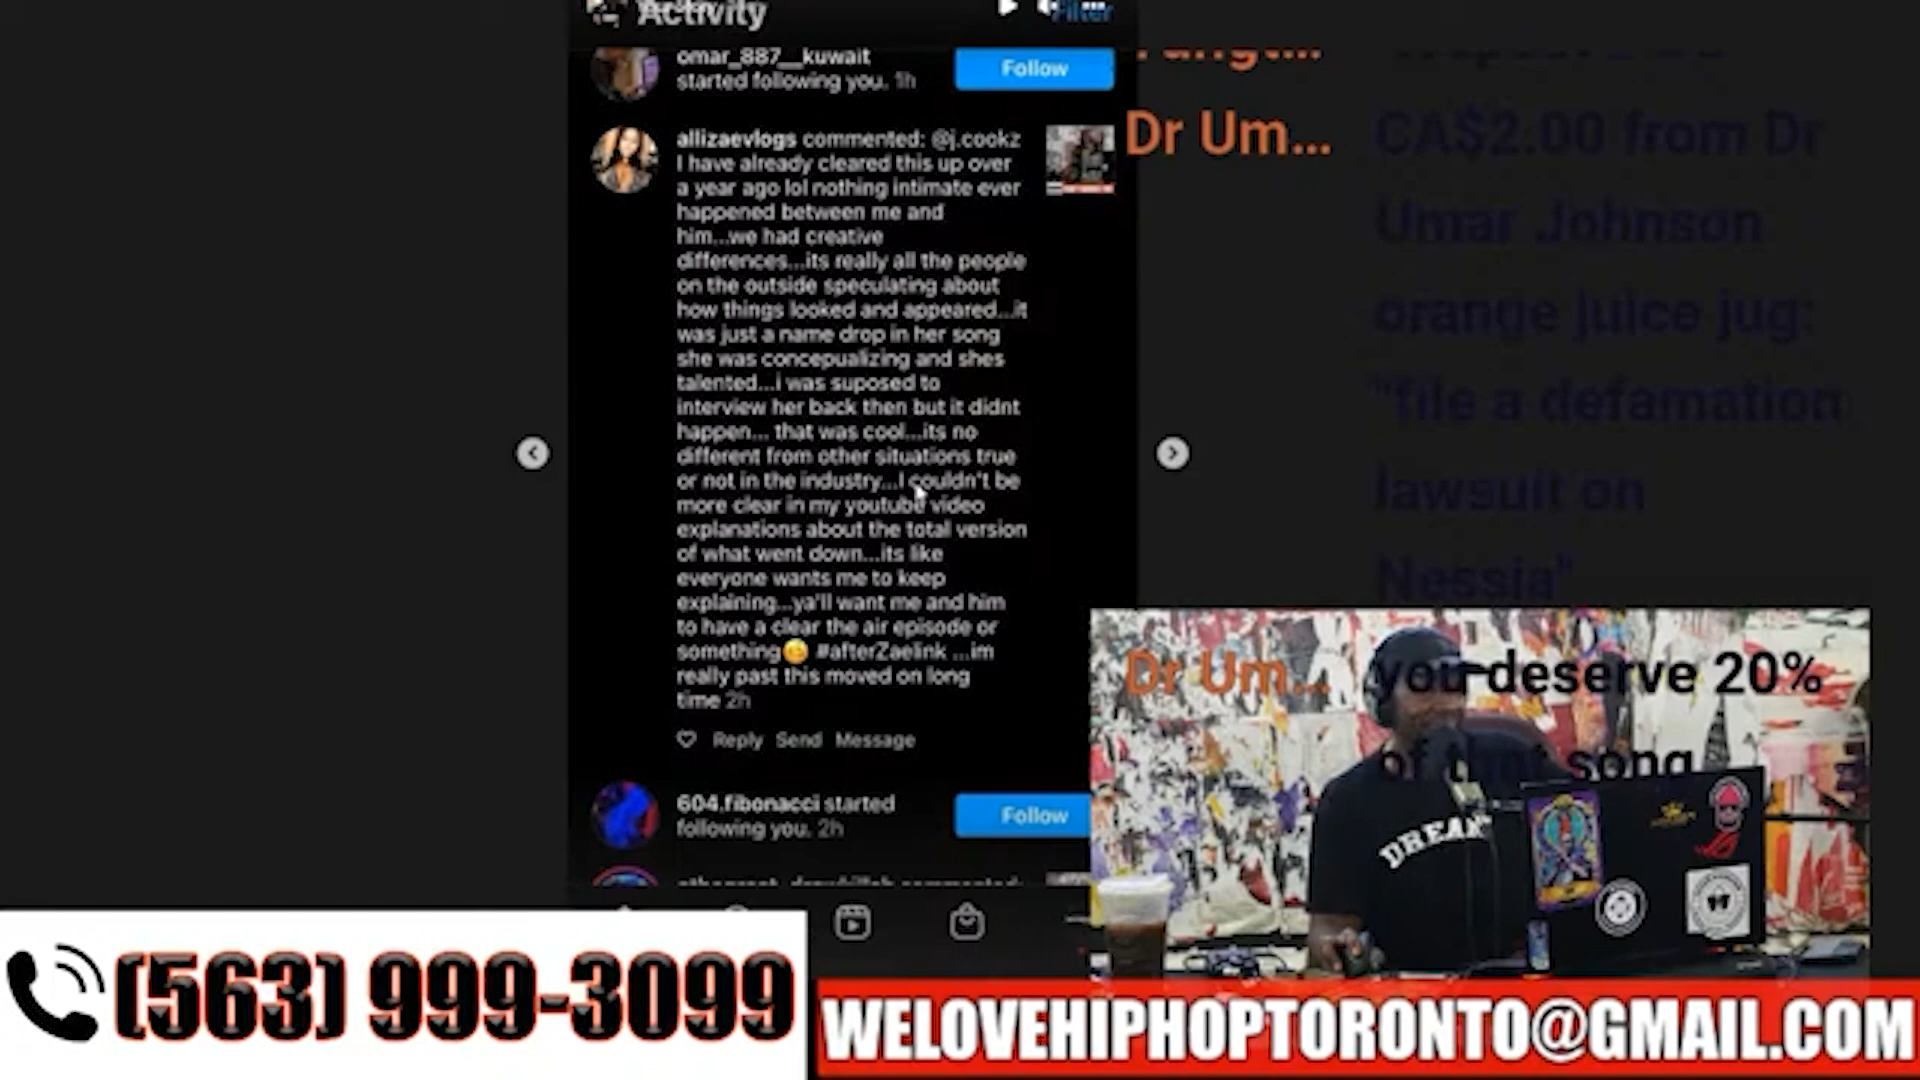 Activity
Filter
omar_887__kuwait
started following you. 1h
Follow
allizaevlogs commented: @j.cookz
I have already cleared this up over
a year ago lol nothing intimate ever
happened between me and
him...we had creative
differences...its really all the people
on the outside speculating about
how things looked and appeared...it
was just a name drop in her song
she was concepualizing and shes
talented...i was suposed to
interview her back then but it didnt
happen... that was cool...its no
different from other situations true
or not in the industry...I couldn't be
more clear in my youtube video
explanations about the total version
of what went down...its like
everyone wants me to keep
explaining...ya'll want me and him
to have a clear the air episode or
something😊 #afterZaelink ...im
really past this moved on long
time 2h
Reply Send Message
604.fibonacci started
following you. 2h
Follow
Dr Um...
CA$2.00 from Dr
Umar Johnson
orange juice jug:
"file a defamation
lawsuit on
Nessia"
Dr Um...
you deserve 20%
of that song
DREAM
(563) 999-3099
WELOVEHIPHOPTORONTO@GMAIL.COM